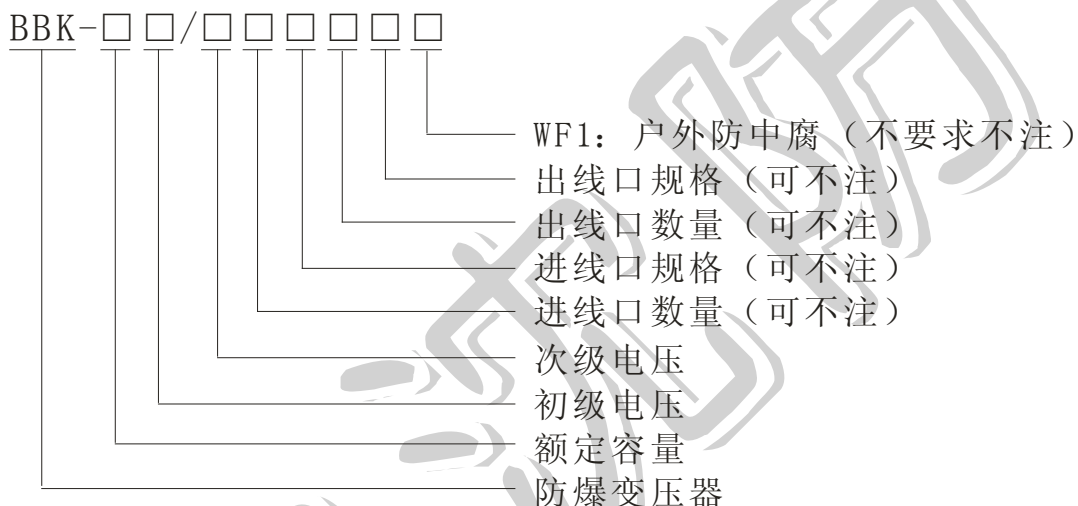 BBK-□□/□□□□□□
WF1: 户外防中腐（不要求不注）
出线口规格（可不注）
出线口数量（可不注）
进线口规格（可不注）
进线口数量（可不注）
次级电压
初级电压
额定容量
防爆变压器